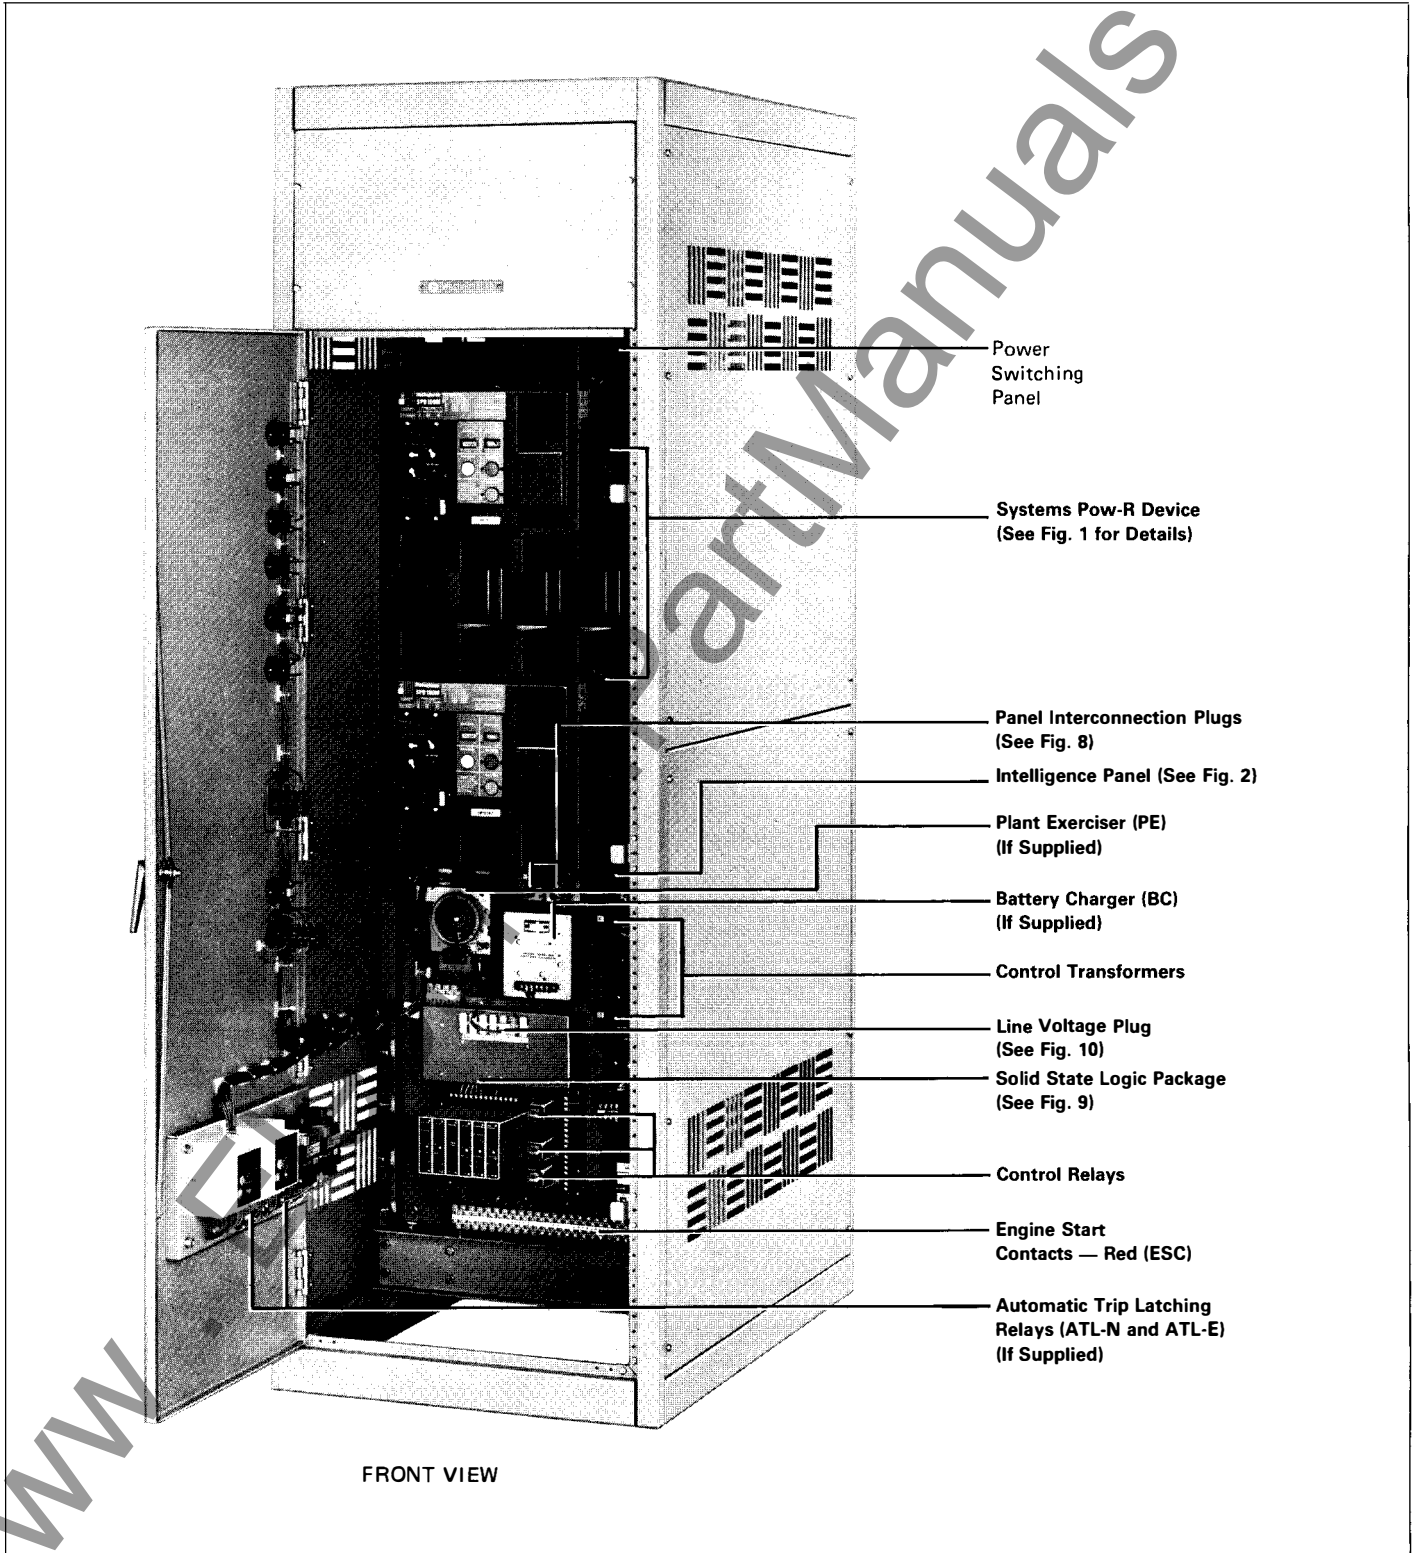 Power
Switching
Panel
Systems Pow-R Device
(See Fig. 1 for Details)
Panel Interconnection Plugs
(See Fig. 8)
Intelligence Panel (See Fig. 2)
Plant Exerciser (PE)
(If Supplied)
Battery Charger (BC)
(If Supplied)
Control Transformers
Line Voltage Plug
(See Fig. 10)
Solid State Logic Package
(See Fig. 9)
Control Relays
Engine Start
Contacts — Red (ESC)
Automatic Trip Latching
Relays (ATL-N and ATL-E)
(If Supplied)
FRONT VIEW
PartManuals